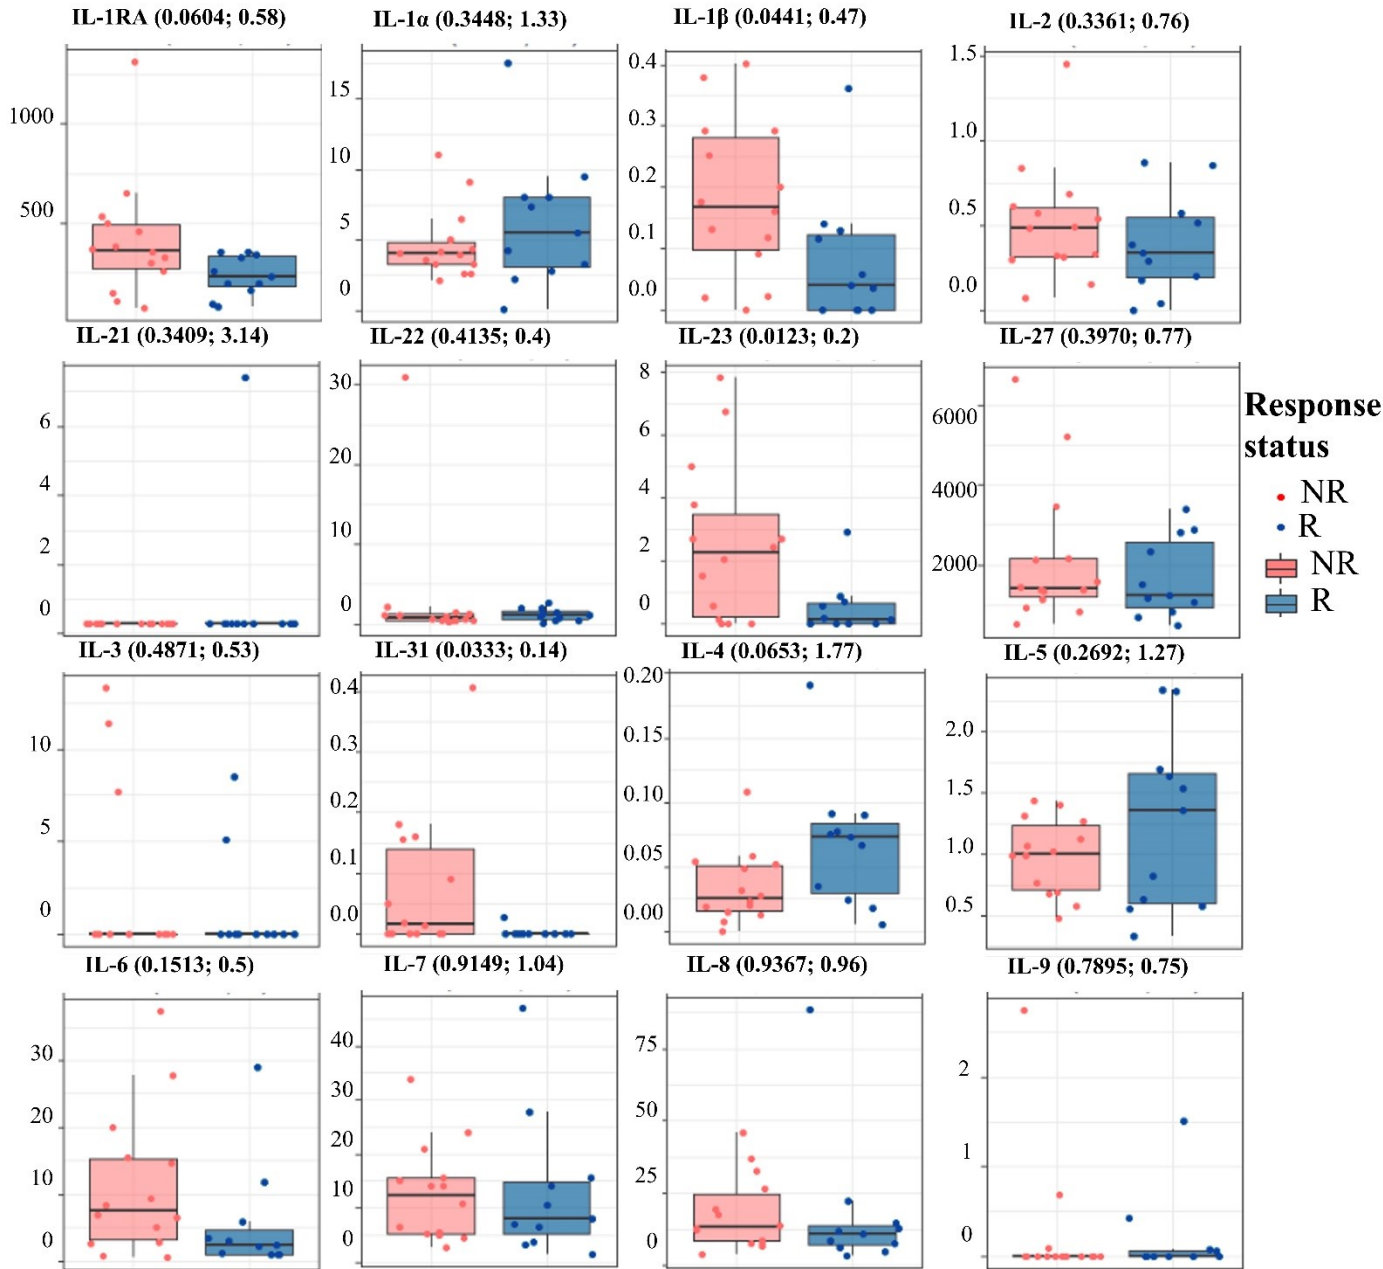 IL-1RA (0.0604; 0.58)
IL-1α (0.3448; 1.33)
IL-1β (0.0441; 0.47)
IL-2 (0.3361; 0.76)
1000
500
15
10
5
0
0.4
0.3
0.2
0.1
0.0
1.5
1.0
0.5
0.0
IL-21 (0.3409; 3.14)
IL-22 (0.4135; 0.4)
IL-23 (0.0123; 0.2)
IL-27 (0.3970; 0.77)
6
4
2
0
30
20
10
0
8
6
4
2
0
6000
4000
2000
Response
status
NR
R
NR
R
IL-3 (0.4871; 0.53)
IL-31 (0.0333; 0.14)
IL-4 (0.0653; 1.77)
IL-5 (0.2692; 1.27)
10
5
0
0.4
0.3
0.2
0.1
0.0
0.20
0.15
0.10
0.05
0.00
2.0
1.5
1.0
0.5
IL-6 (0.1513; 0.5)
IL-7 (0.9149; 1.04)
IL-8 (0.9367; 0.96)
IL-9 (0.7895; 0.75)
30
20
10
0
40
30
20
10
0
75
50
25
0
2
1
0